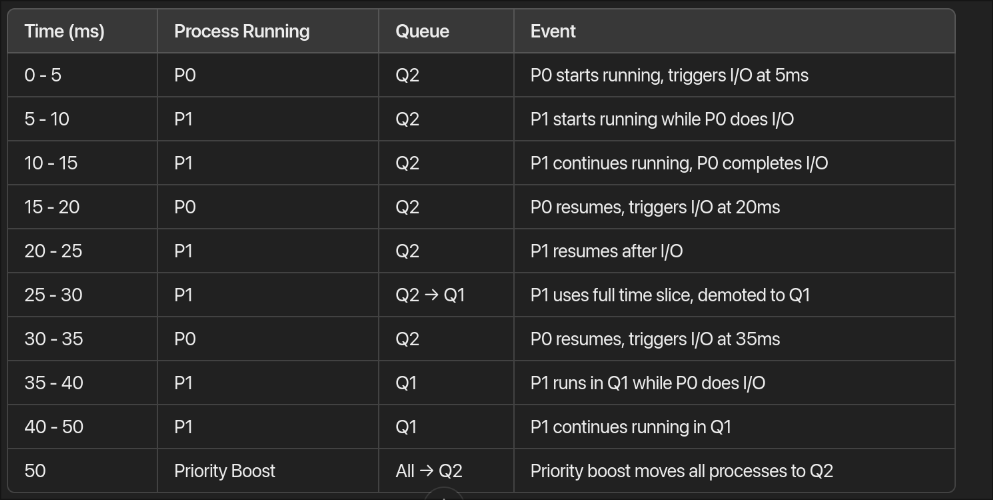 Time (ms) Process Running Queue Event
0 - 5 P0 Q2 P0 starts running, triggers I/O at 5ms
5 - 10 P1 Q2 P1 starts running while P0 does I/O
10 - 15 P1 Q2 P1 continues running, P0 completes I/O
15 - 20 P0 Q2 P0 resumes, triggers I/O at 20ms
20 - 25 P1 Q2 P1 resumes after I/O
25 - 30 P1 Q2 → Q1 P1 uses full time slice, demoted to Q1
30 - 35 P0 Q2 P0 resumes, triggers I/O at 35ms
35 - 40 P1 Q1 P1 runs in Q1 while P0 does I/O
40 - 50 P1 Q1 P1 continues running in Q1
50 Priority Boost All → Q2 Priority boost moves all processes to Q2